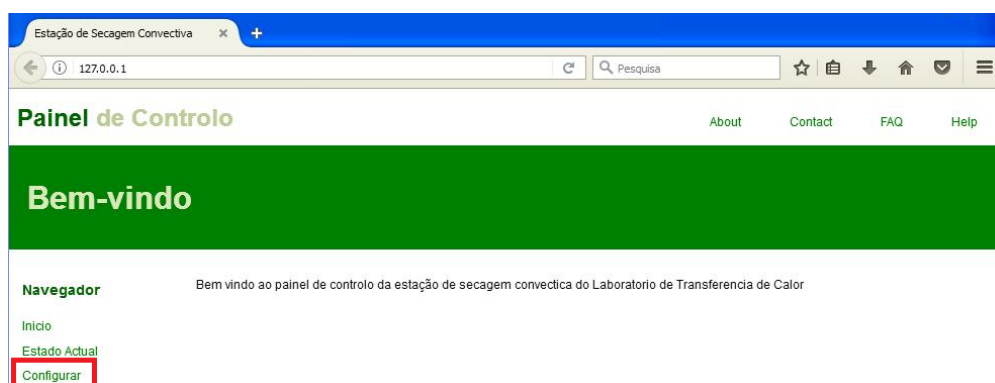 Estação de Secagem Convectiva
127.0.0.1
Pesquisa
Painel de Controlo
About Contact FAQ Help
Bem-vindo
Navegador
Bem vindo ao painel de controlo da estação de secagem convectica do Laboratorio de Transferencia de Calor
Inicio
Estado Actual
Configurar